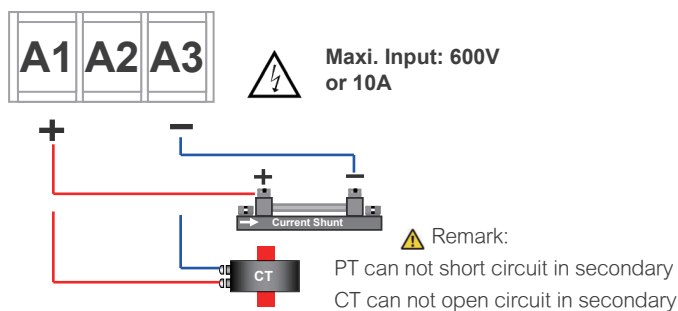 A1 A2 A3
Maxi. Input: 600V
or 10A
+ −
+ −
Current Shunt
CT
Remark:
PT can not short circuit in secondary
CT can not open circuit in secondary